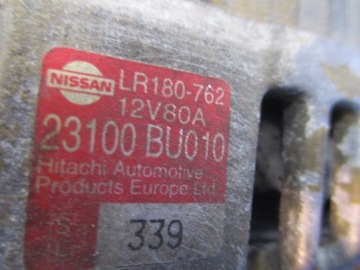 NISSAN
LR180-762
12V80A
23100 BU010
Hitachi Automotive
Products Europe Ltd.
339